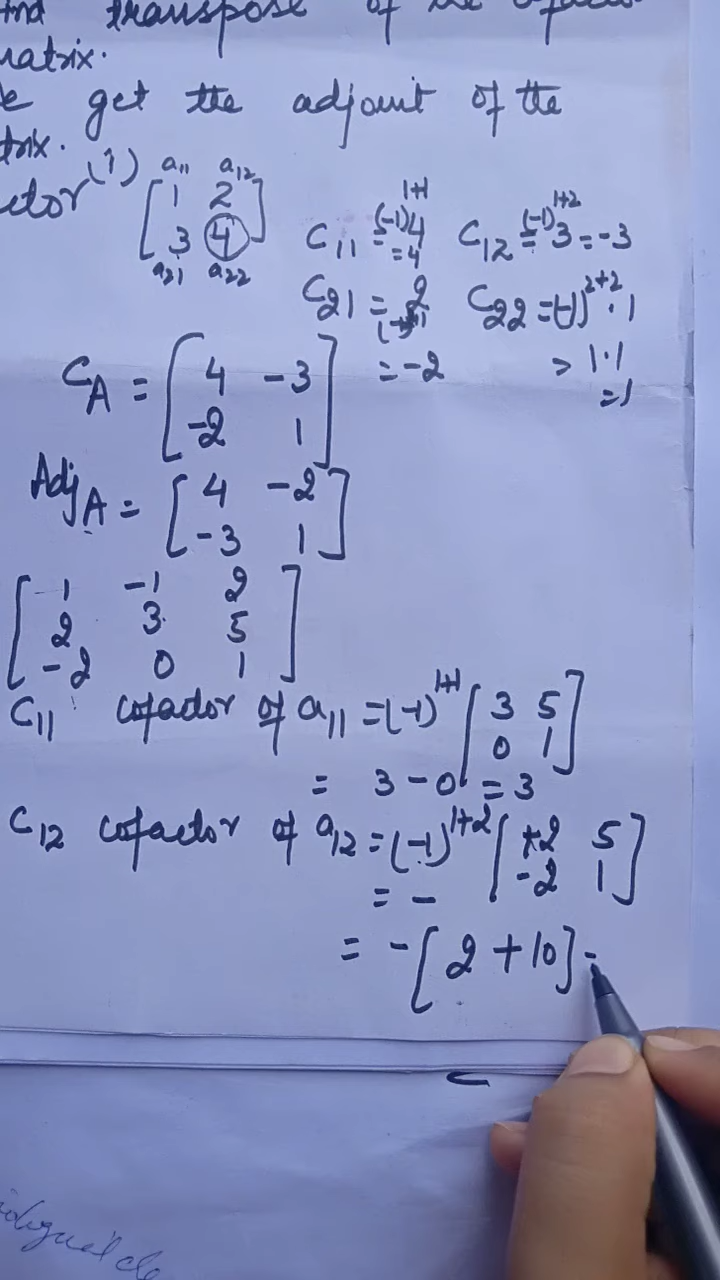 transpose of the
matrix.
get the adjoint of the
(1) a11 a12
[1 2
3 4]
a21 a22
C11 = (-1)^1+1 4 = 4
C12 = (-1)^1+2 3 = -3
C21 = 2
= -2
C22 = (-1)^2+2 . 1
> 1.1
= 1
CA = [4 -3
-2 1]
AdjA = [4 -2
-3 1]
[1 -1 2
2 3 5
-2 0 1]
C11 cofactor of a11 = (-1)^1+1 [3 5
0 1]
= 3 - 0 = 3
C12 cofactor of a12 = (-1)^1+2 [+2 5
-2 1]
= -
= -[2 + 10] -